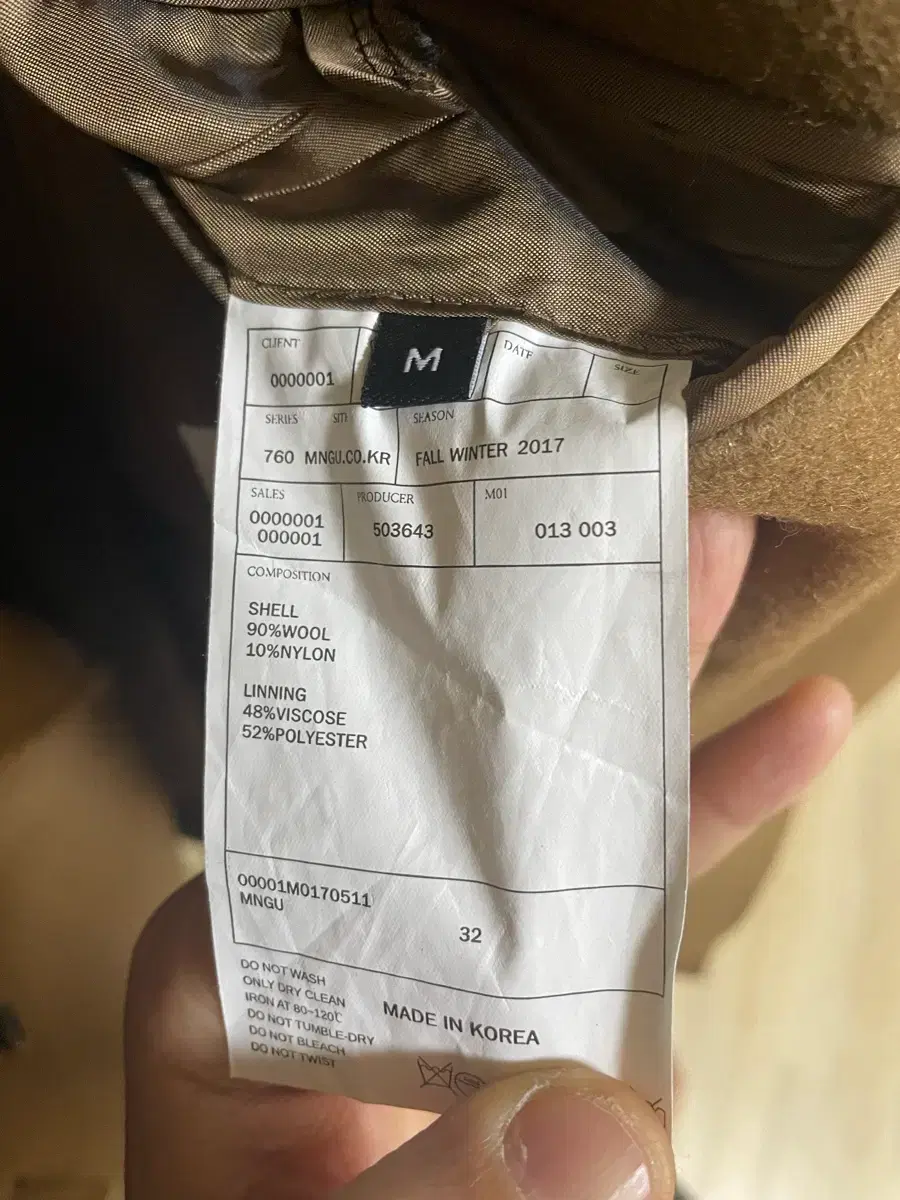 CLIENT
0000001
M
DATE
SIZE
SERIES SITE
760 MNGU.CO.KR
SEASON
FALL WINTER 2017
SALES
0000001
000001
PRODUCER
503643
M01
013 003
COMPOSITION
SHELL
90%WOOL
10%NYLON
LINNING
48%VISCOSE
52%POLYESTER
00001M0170511
MNGU
32
DO NOT WASH
ONLY DRY CLEAN
IRON AT 80~120℃
DO NOT TUMBLE-DRY
DO NOT BLEACH
DO NOT TWIST
MADE IN KOREA